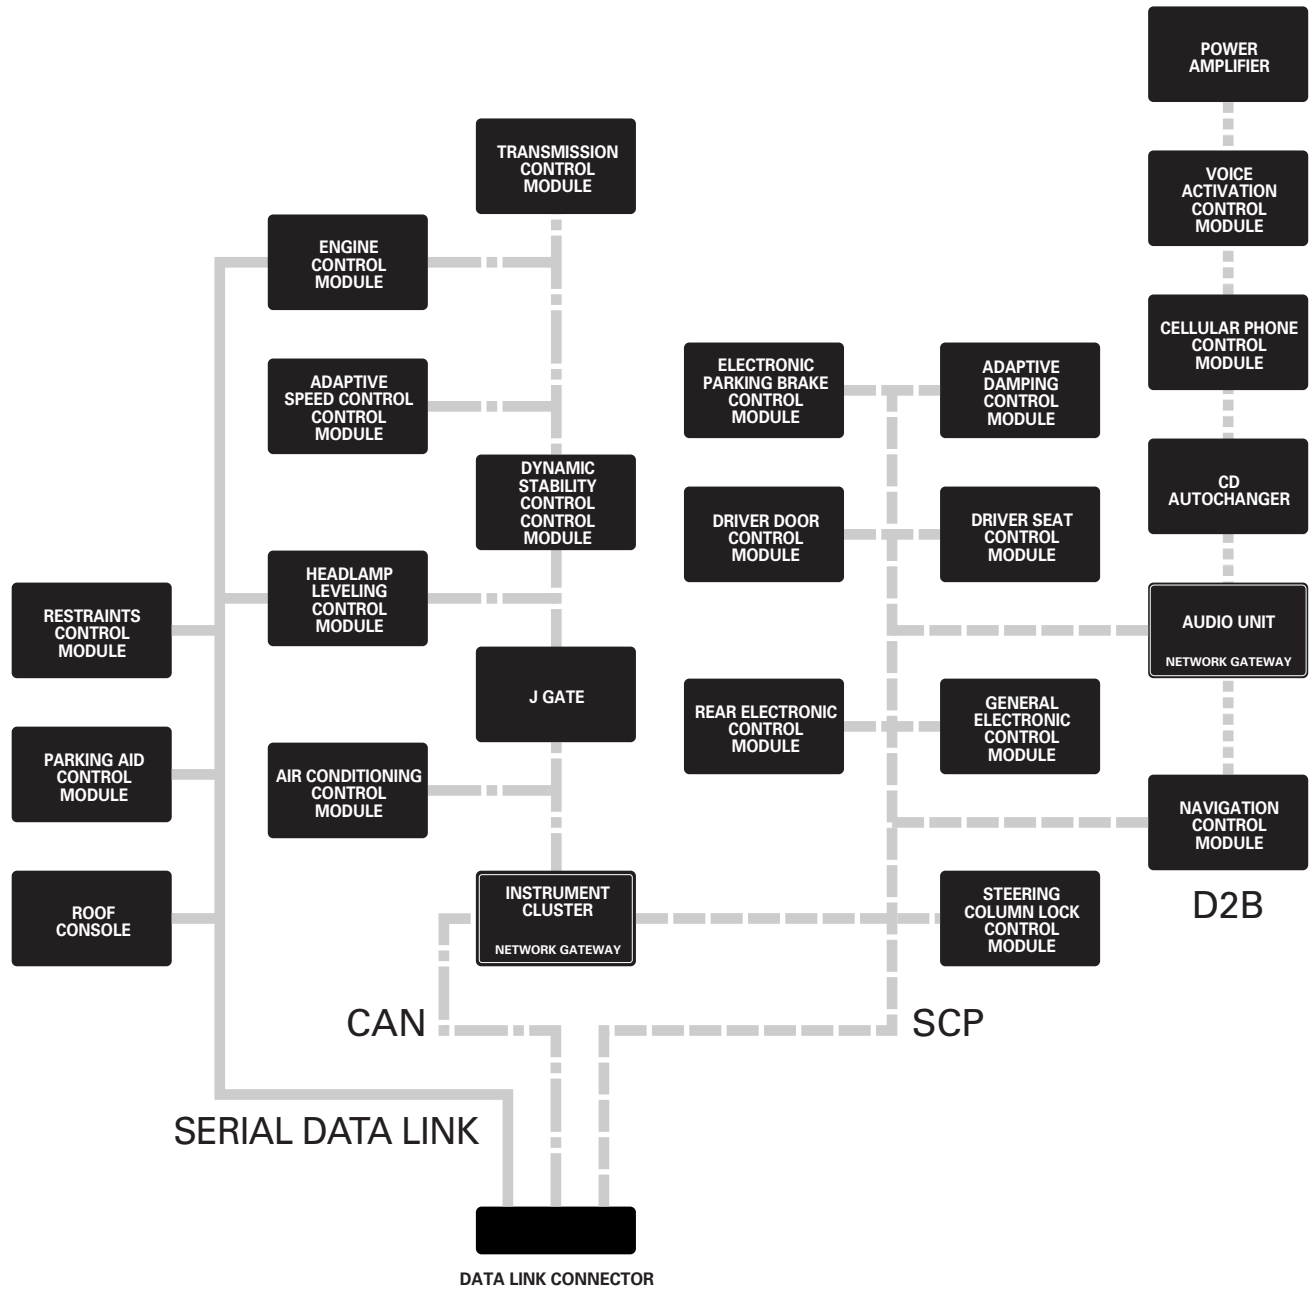 POWER
AMPLIFIER
TRANSMISSION
CONTROL
MODULE
VOICE
ACTIVATION
CONTROL
MODULE
ENGINE
CONTROL
MODULE
CELLULAR PHONE
CONTROL
MODULE
ADAPTIVE
SPEED CONTROL
CONTROL
MODULE
ELECTRONIC
PARKING BRAKE
CONTROL
MODULE
ADAPTIVE
DAMPING
CONTROL
MODULE
DYNAMIC
STABILITY
CONTROL
CONTROL
MODULE
CD
AUTOCHANGER
DRIVER DOOR
CONTROL
MODULE
DRIVER SEAT
CONTROL
MODULE
HEADLAMP
LEVELING
CONTROL
MODULE
RESTRAINTS
CONTROL
MODULE
AUDIO UNIT
NETWORK GATEWAY
J GATE
REAR ELECTRONIC
CONTROL
MODULE
GENERAL
ELECTRONIC
CONTROL
MODULE
PARKING AID
CONTROL
MODULE
AIR CONDITIONING
CONTROL
MODULE
NAVIGATION
CONTROL
MODULE
D2B
ROOF
CONSOLE
INSTRUMENT
CLUSTER
NETWORK GATEWAY
STEERING
COLUMN LOCK
CONTROL
MODULE
CAN
SCP
SERIAL DATA LINK
DATA LINK CONNECTOR